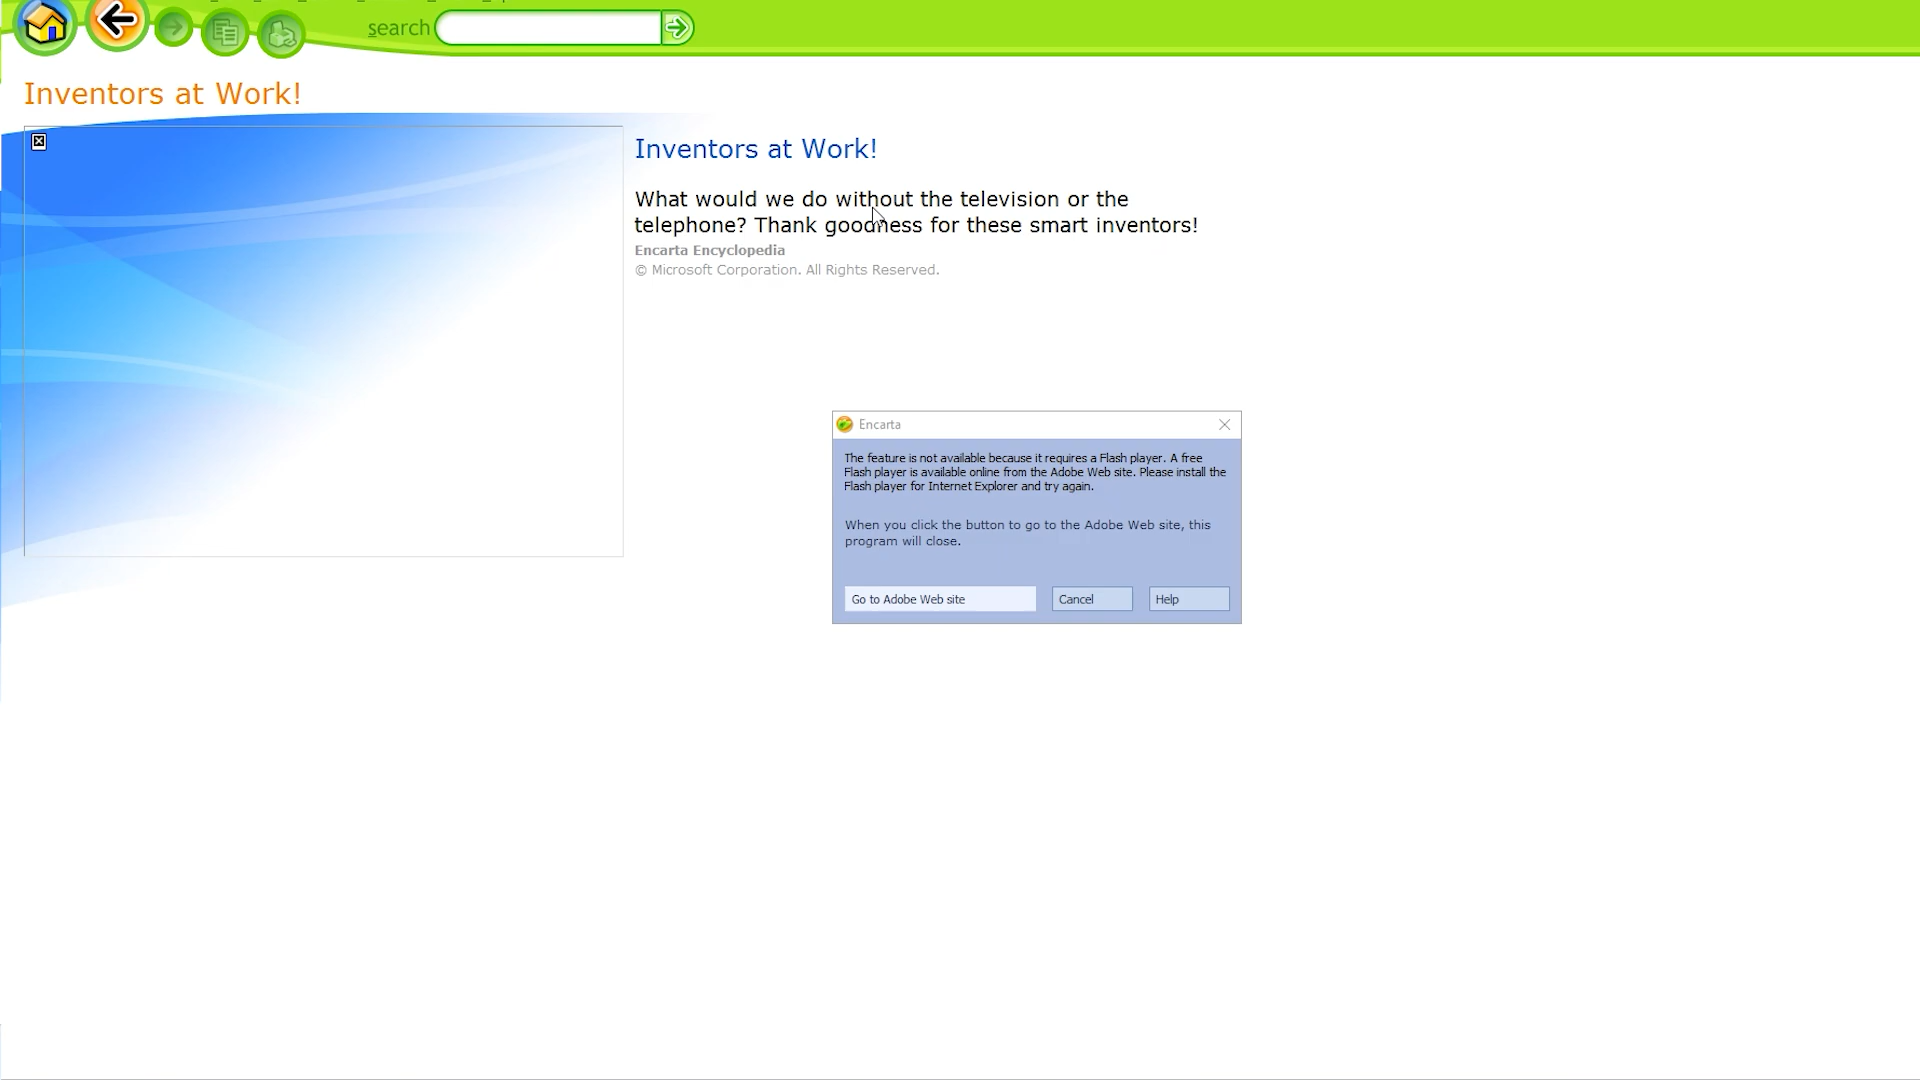 search
Inventors at Work!
Inventors at Work!
What would we do without the television or the
telephone? Thank goodness for these smart inventors!
Encarta Encyclopedia
© Microsoft Corporation. All Rights Reserved.
Encarta
The feature is not available because it requires a Flash player. A free
Flash player is available online from the Adobe Web site. Please install the
Flash player for Internet Explorer and try again.
When you click the button to go to the Adobe Web site, this
program will close.
Go to Adobe Web site
Cancel
Help